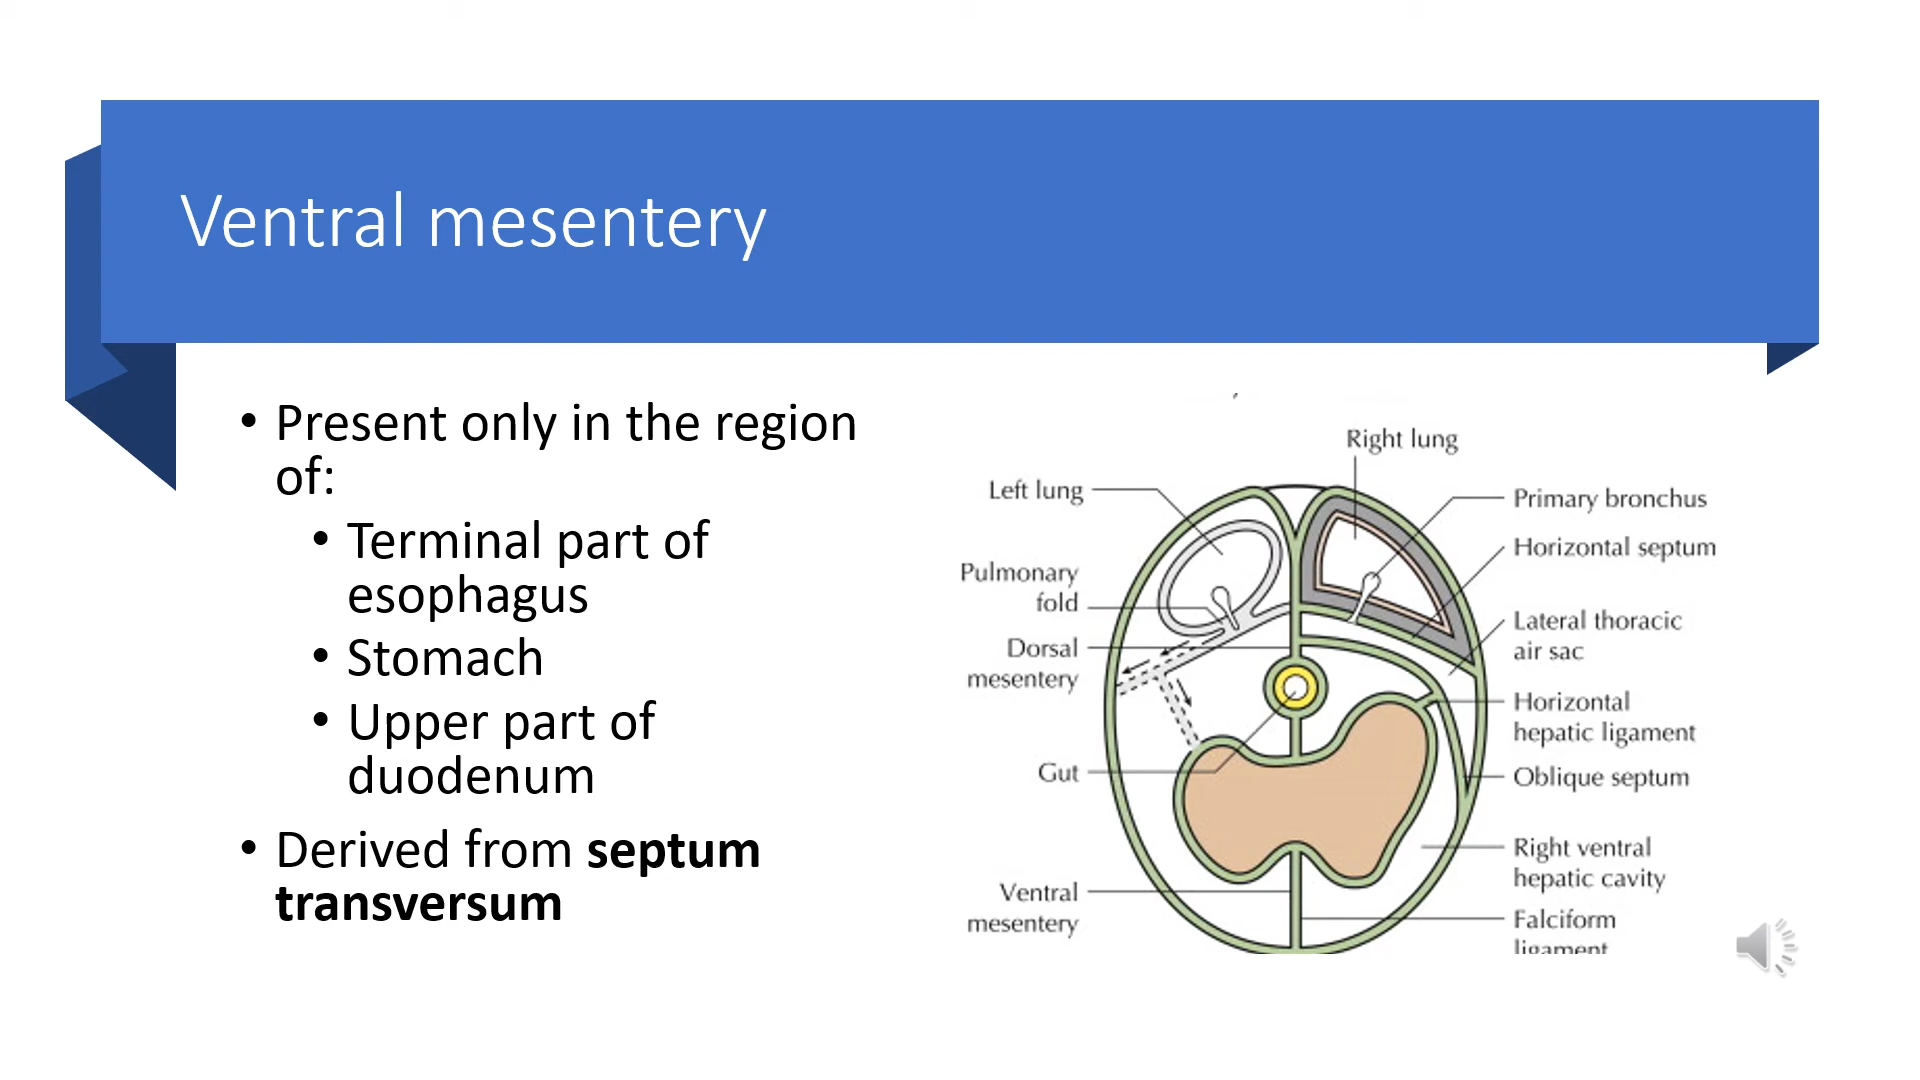 Ventral mesentery
• Present only in the region
of:
• Terminal part of
esophagus
• Stomach
• Upper part of
duodenum
• Derived from septum
transversum
Right lung
Left lung
Pulmonary
fold
Dorsal
mesentery
Gut
Ventral
mesentery
Primary bronchus
Horizontal septum
Lateral thoracic
air sac
Horizontal
hepatic ligament
Oblique septum
Right ventral
hepatic cavity
Falciform
ligament